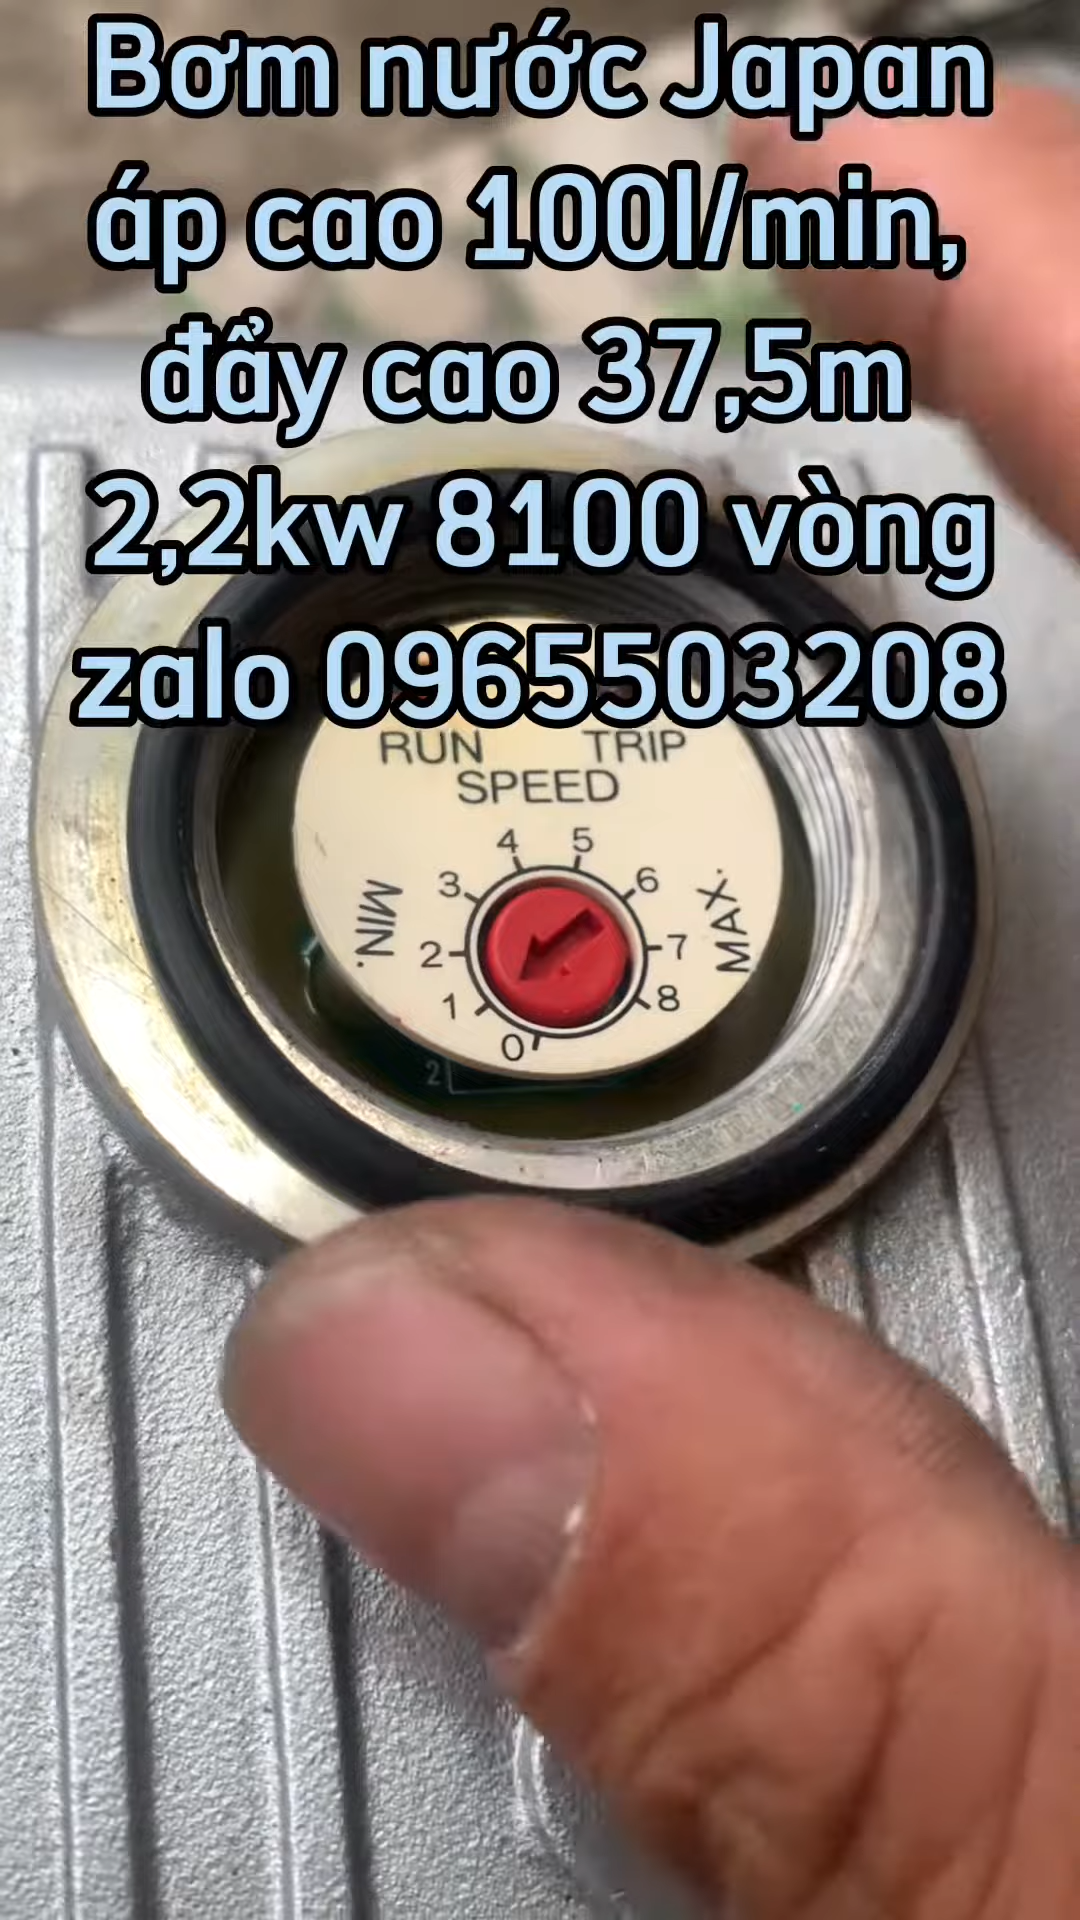 Bơm nước Japan
áp cao 100l/min,
đẩy cao 37,5m
2,2kw 8100 vòng
zalo 0965503208
RUN TRIP
SPEED
4 5
3 6
MIN. MAX.
2 7
1 8
0
2